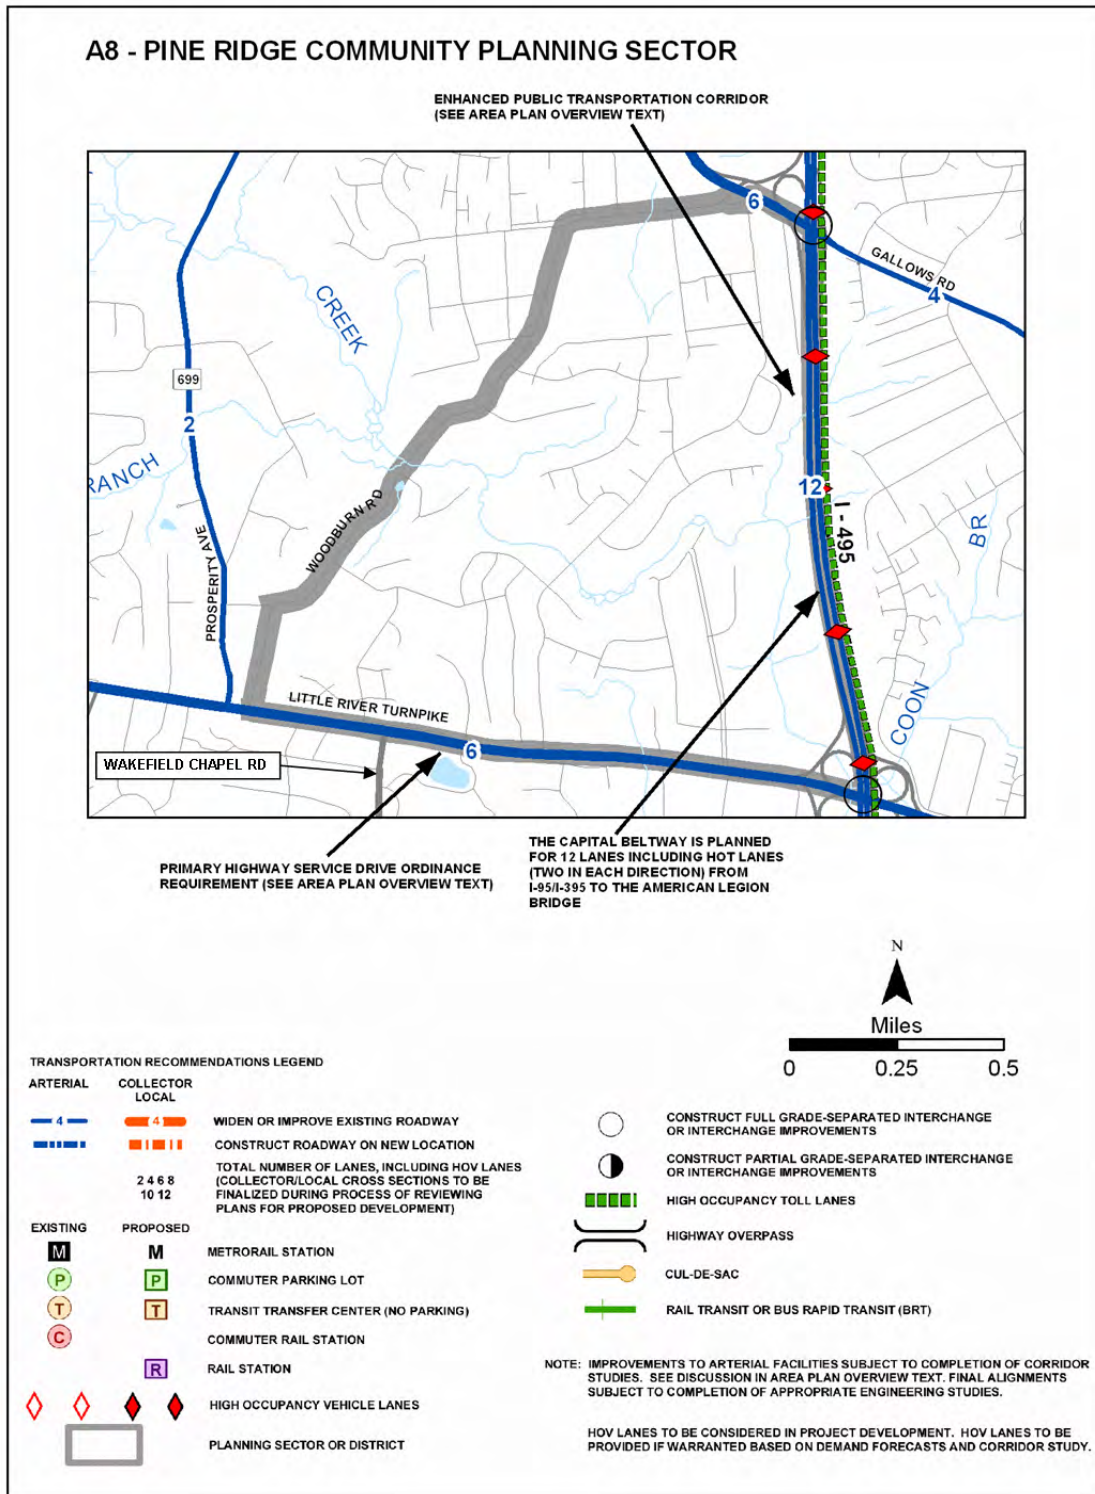 A8 - PINE RIDGE COMMUNITY PLANNING SECTOR
ENHANCED PUBLIC TRANSPORTATION CORRIDOR
(SEE AREA PLAN OVERVIEW TEXT)
6
GALLOWS RD
4
CREEK
699
2
RANCH
PROSPERITY AVE
WOODBURN RD
12
I - 495
BR
COON
LITTLE RIVER TURNPIKE
6
WAKEFIELD CHAPEL RD
PRIMARY HIGHWAY SERVICE DRIVE ORDINANCE
REQUIREMENT (SEE AREA PLAN OVERVIEW TEXT)
THE CAPITAL BELTWAY IS PLANNED
FOR 12 LANES INCLUDING HOT LANES
(TWO IN EACH DIRECTION) FROM
I-95/I-395 TO THE AMERICAN LEGION
BRIDGE
N
Miles
0 0.25 0.5
TRANSPORTATION RECOMMENDATIONS LEGEND
ARTERIAL COLLECTOR
LOCAL
4 4 WIDEN OR IMPROVE EXISTING ROADWAY
CONSTRUCT ROADWAY ON NEW LOCATION
2 4 6 8
10 12
TOTAL NUMBER OF LANES, INCLUDING HOV LANES
(COLLECTOR/LOCAL CROSS SECTIONS TO BE
FINALIZED DURING PROCESS OF REVIEWING
PLANS FOR PROPOSED DEVELOPMENT)
EXISTING PROPOSED
M M METRORAIL STATION
P P COMMUTER PARKING LOT
T T TRANSIT TRANSFER CENTER (NO PARKING)
C COMMUTER RAIL STATION
R RAIL STATION
HIGH OCCUPANCY VEHICLE LANES
PLANNING SECTOR OR DISTRICT
CONSTRUCT FULL GRADE-SEPARATED INTERCHANGE
OR INTERCHANGE IMPROVEMENTS
CONSTRUCT PARTIAL GRADE-SEPARATED INTERCHANGE
OR INTERCHANGE IMPROVEMENTS
HIGH OCCUPANCY TOLL LANES
HIGHWAY OVERPASS
CUL-DE-SAC
RAIL TRANSIT OR BUS RAPID TRANSIT (BRT)
NOTE: IMPROVEMENTS TO ARTERIAL FACILITIES SUBJECT TO COMPLETION OF CORRIDOR
STUDIES. SEE DISCUSSION IN AREA PLAN OVERVIEW TEXT. FINAL ALIGNMENTS
SUBJECT TO COMPLETION OF APPROPRIATE ENGINEERING STUDIES.
HOV LANES TO BE CONSIDERED IN PROJECT DEVELOPMENT. HOV LANES TO BE
PROVIDED IF WARRANTED BASED ON DEMAND FORECASTS AND CORRIDOR STUDY.